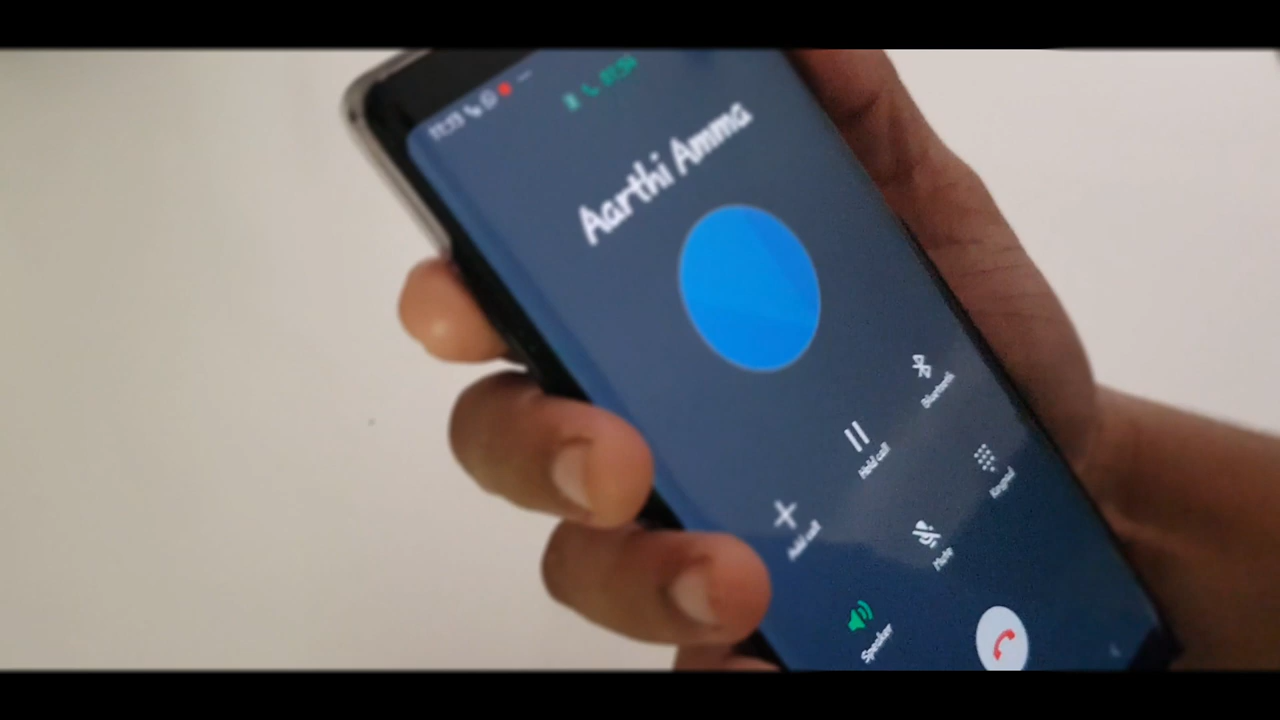 Aarthi Amma
Add call
Hold call
Bluetooth
Speaker
Mute
Keypad